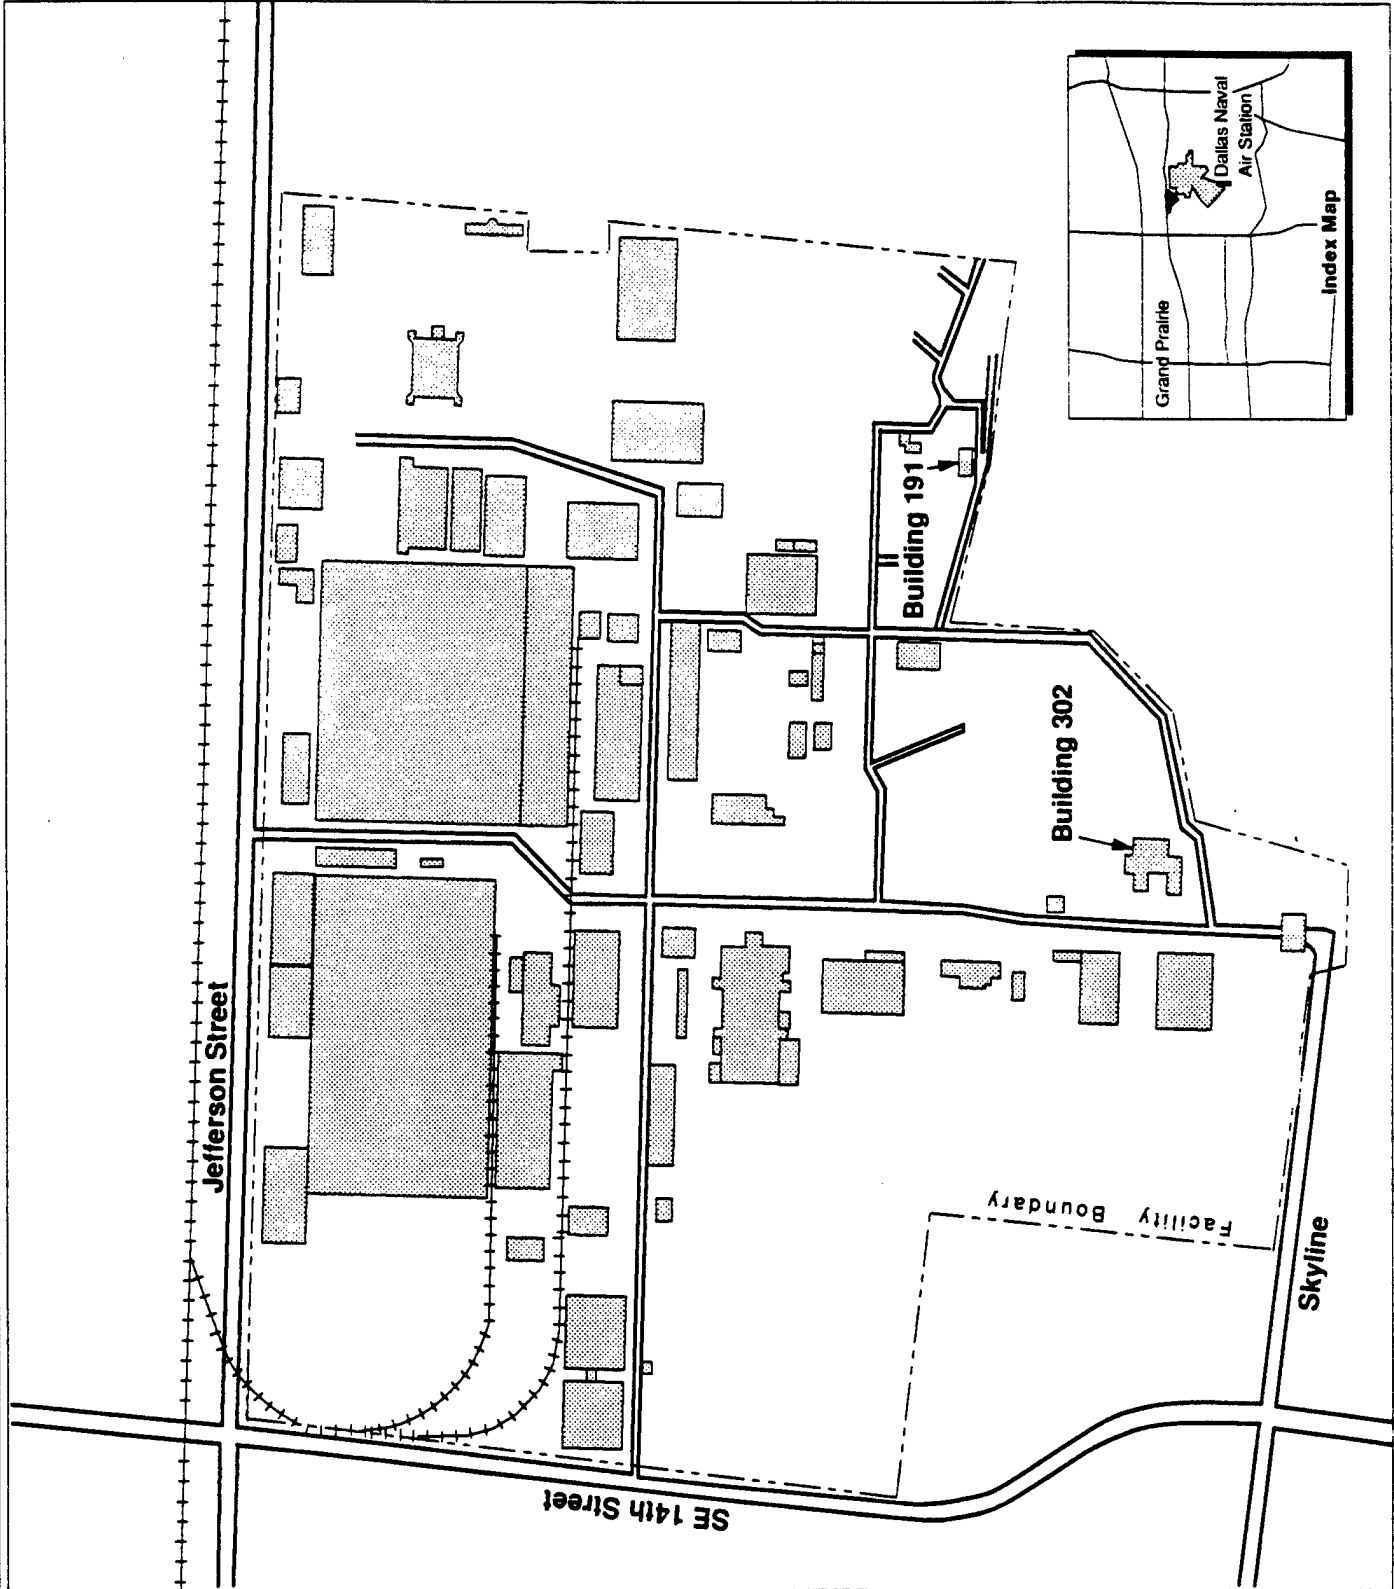 Jefferson Street
Grand Prairie
Dallas Naval
Air Station
Index Map
Building 191
Building 302
Facility Boundary
Skyline
SE 14th Street